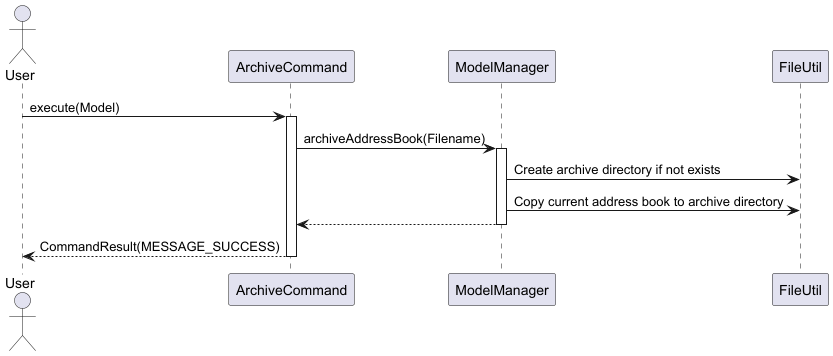 User
ArchiveCommand
ModelManager
FileUtil
execute(Model)
archiveAddressBook(Filename)
Create archive directory if not exists
Copy current address book to archive directory
CommandResult(MESSAGE_SUCCESS)
User
ArchiveCommand
ModelManager
FileUtil